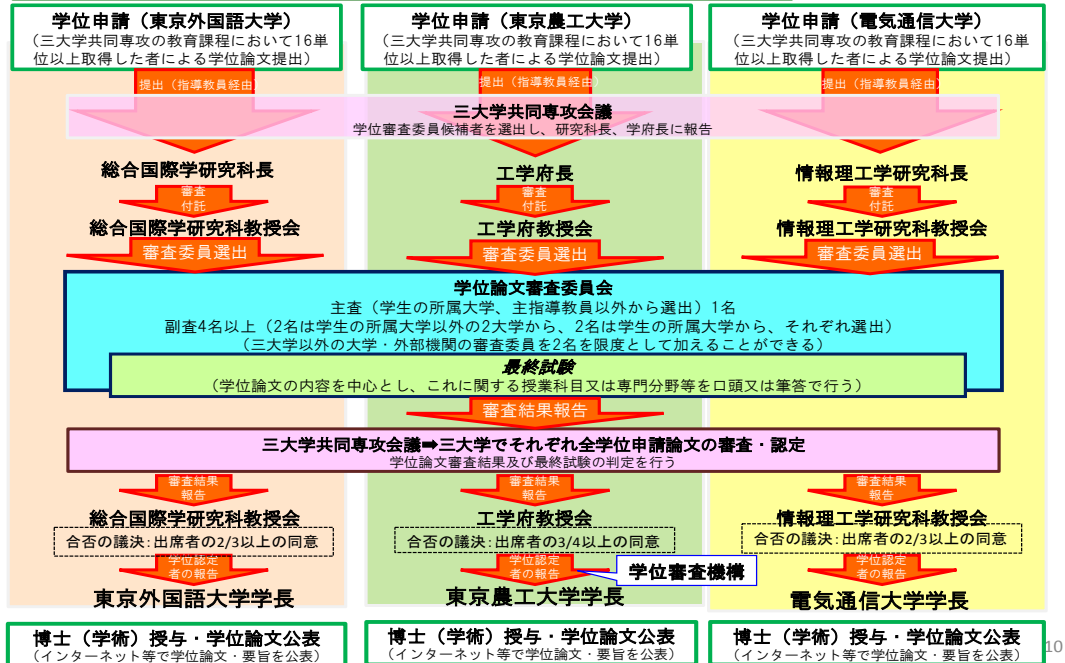 学位申請（東京外国語大学）
（三大学共同専攻の教育課程において16単
位以上取得した者による学位論文提出）
学位申請（東京農工大学）
（三大学共同専攻の教育課程において16単
位以上取得した者による学位論文提出）
学位申請（電気通信大学）
（三大学共同専攻の教育課程において16単
位以上取得した者による学位論文提出）
提出（指導教員経由）
提出（指導教員経由）
提出（指導教員経由）
三大学共同専攻会議
学位審査委員候補者を選出し、研究科長、学府長に報告
総合国際学研究科長
工学府長
情報理工学研究科長
審査
付託
審査
付託
審査
付託
総合国際学研究科教授会
工学府教授会
情報理工学研究科教授会
審査委員選出
審査委員選出
審査委員選出
学位論文審査委員会
主査（学生の所属大学、主指導教員以外から選出）1名
副査4名以上（2名は学生の所属大学以外の2大学から、2名は学生の所属大学から、それぞれ選出）
（三大学以外の大学・外部機関の審査委員を2名を限度として加えることができる）
最終試験
（学位論文の内容を中心とし、これに関する授業科目又は専門分野等を口頭又は筆答で行う）
審査結果報告
三大学共同専攻会議➡三大学でそれぞれ全学位申請論文の審査・認定
学位論文審査結果及び最終試験の判定を行う
審査結果
報告
審査結果
報告
審査結果
報告
総合国際学研究科教授会
工学府教授会
情報理工学研究科教授会
合否の議決：出席者の2/3以上の同意
合否の議決：出席者の3/4以上の同意
合否の議決：出席者の2/3以上の同意
学位認定
者の報告
学位認定
者の報告
学位認定
者の報告
学位審査機構
東京外国語大学学長
東京農工大学学長
電気通信大学学長
博士（学術）授与・学位論文公表
（インターネット等で学位論文・要旨を公表）
博士（学術）授与・学位論文公表
（インターネット等で学位論文・要旨を公表）
博士（学術）授与・学位論文公表
（インターネット等で学位論文・要旨を公表）
10